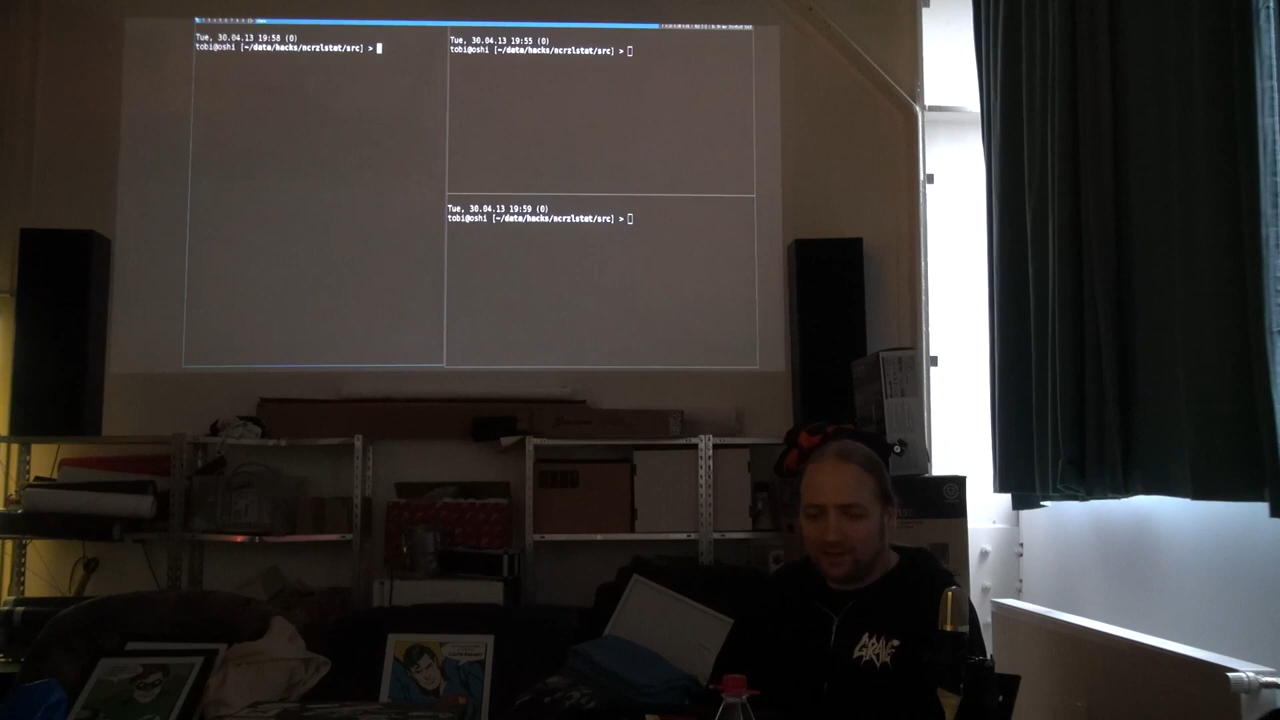 Tue, 30.04.13 19:58 (0)
tobi@oshi [~/data/hacks/ncrzlstat/src] >
Tue, 30.04.13 19:55 (0)
tobi@oshi [~/data/hacks/ncrzlstat/src] >
Tue, 30.04.13 19:59 (0)
tobi@oshi [~/data/hacks/ncrzlstat/src] >
GRAVE